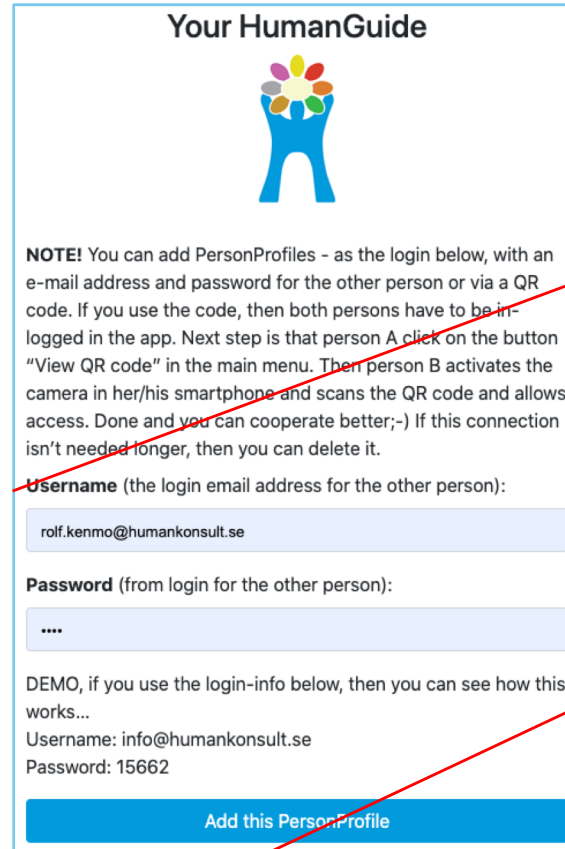 Your HumanGuide
NOTE! You can add PersonProfiles - as the login below, with an
e-mail address and password for the other person or via a QR
code. If you use the code, then both persons have to be in-
logged in the app. Next step is that person A click on the button
"View QR code" in the main menu. Then person B activates the
camera in her/his smartphone and scans the QR code and allows
access. Done and you can cooperate better;-) If this connection
isn't needed longer, then you can delete it.
Username (the login email address for the other person):
rolf.kenmo@humankonsult.se
Password (from login for the other person):
••••
DEMO, if you use the login-info below, then you can see how this
works...
Username: info@humankonsult.se
Password: 15662
Add this PersonProfile